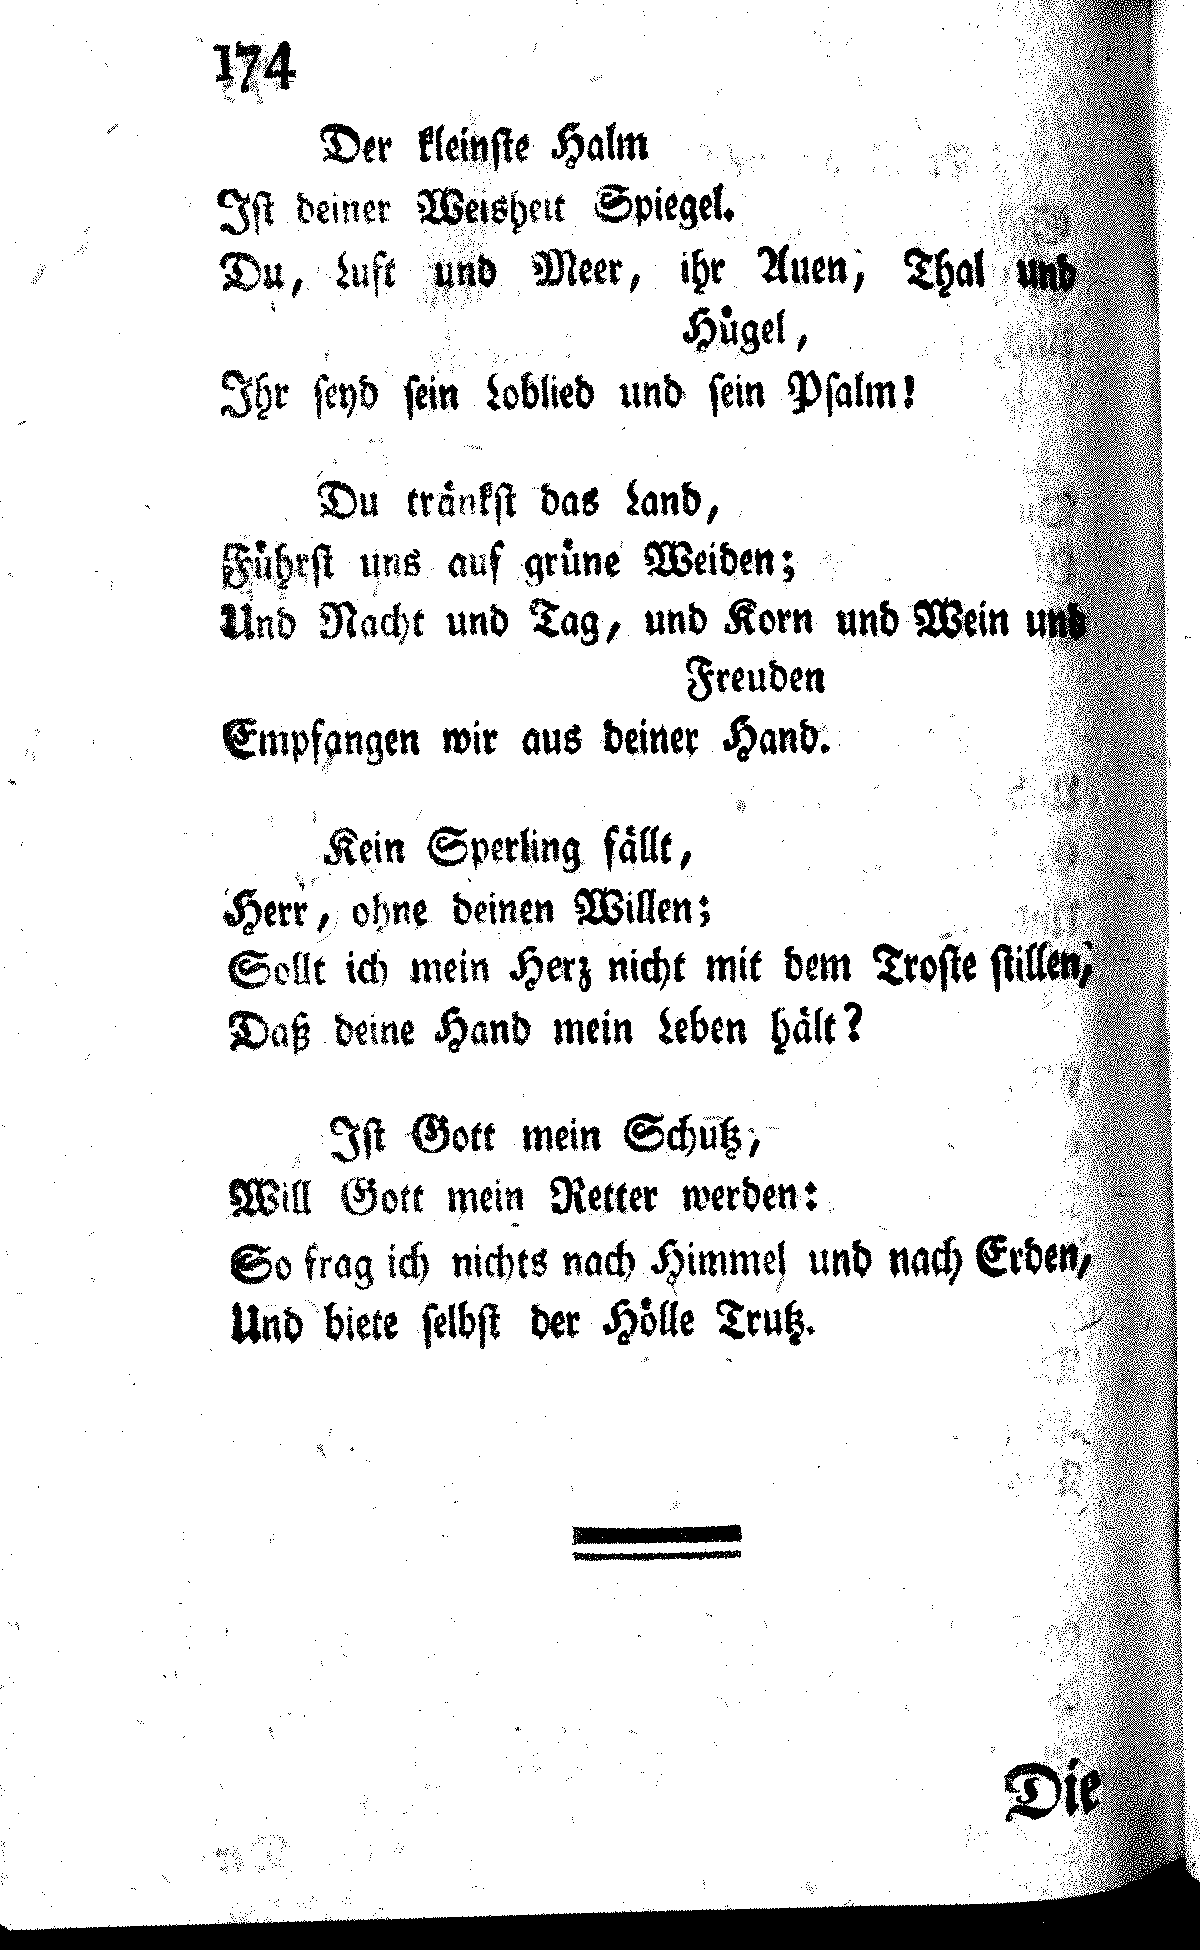 174
Der kleinste Halm
Ist deiner Weisheit Spiegel.
Du, Luft und Meer, ihr Auen, Thal und
Hügel,
Ihr seyd sein Loblied und sein Psalm!
Du tränkst das Land,
Führst uns auf grüne Weiden;
Und Nacht und Tag, und Korn und Wein und
Freuden
Empfangen wir aus deiner Hand.
Kein Sperling fällt,
Herr, ohne deinen Willen;
Sollt ich mein Herz nicht mit dem Troste stillen,
Daß deine Hand mein Leben hält?
Ist Gott mein Schutz,
Will Gott mein Retter werden:
So frag ich nichts nach Himmel und nach Erden,
Und biete selbst der Hölle Trutz.
Die